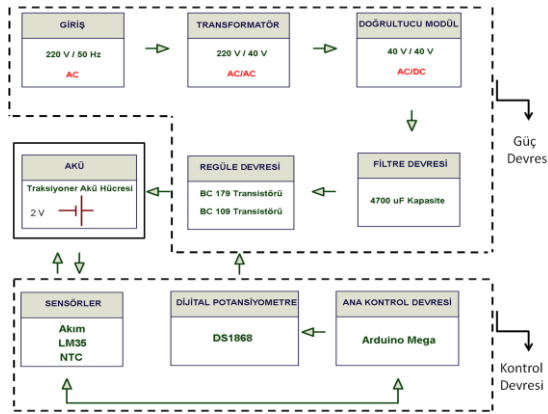 GİRİŞ
220 V / 50 Hz
AC
TRANSFORMATÖR
220 V / 40 V
AC/AC
DOĞRULTUCU MODÜL
40 V / 40 V
AC/DC
Güç
Devres
AKÜ
Traksiyoner Akü Hücresi
2 V
REGÜLE DEVRESİ
BC 179 Transistörü
BC 109 Transistörü
FİLTRE DEVRESİ
4700 uF Kapasite
SENSÖRLER
Akım
LM35
NTC
DİJİTAL POTANSİYOMETRE
DS1868
ANA KONTROL DEVRESİ
Arduino Mega
Kontrol
Devresi